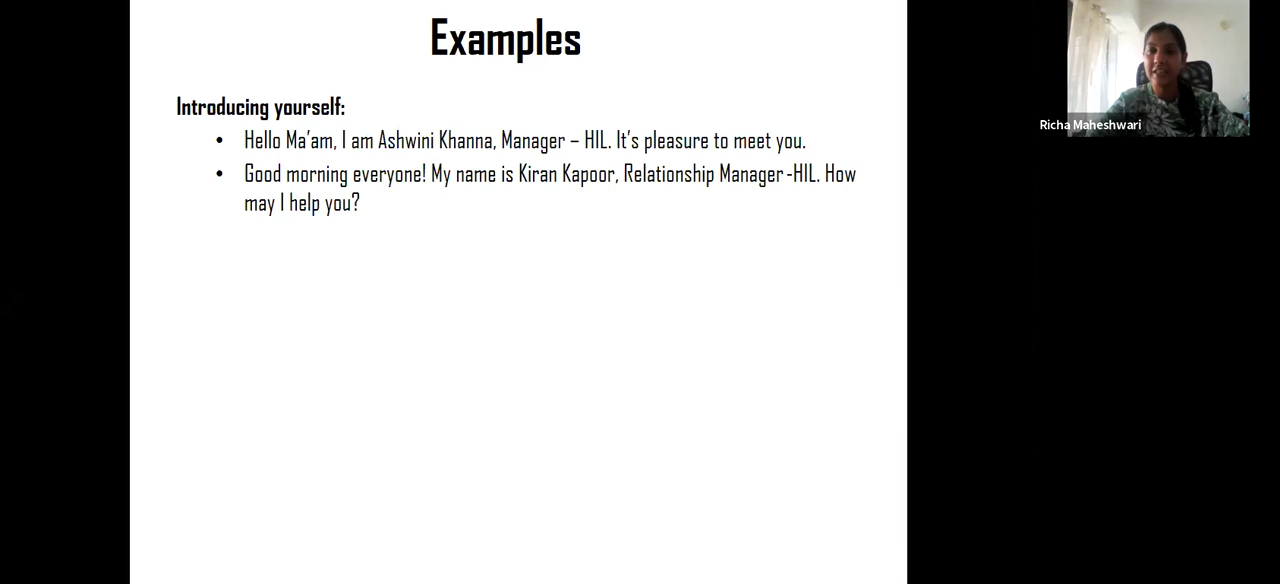 Examples
Introducing yourself:
• Hello Ma'am, I am Ashwini Khanna, Manager – HIL. It's pleasure to meet you.
• Good morning everyone! My name is Kiran Kapoor, Relationship Manager -HIL. How
may I help you?
Richa Maheshwari